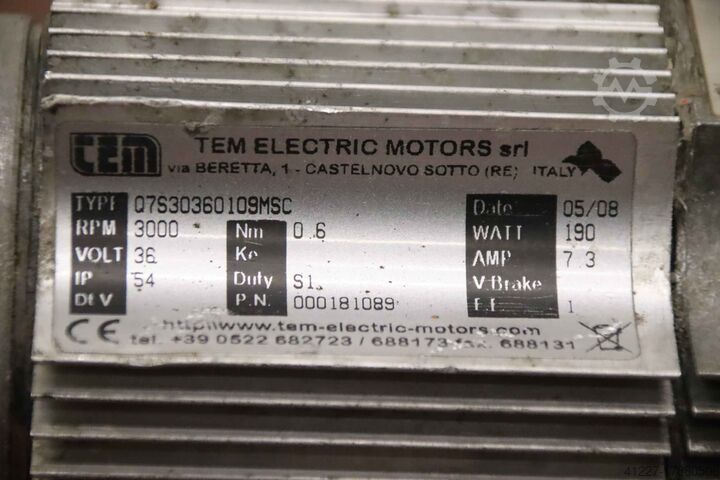 TEM TEM ELECTRIC MOTORS srl
via BERETTA, 1 - CASTELNOVO SOTTO (RE) ITALY
TYPE Q7S30360109MSC Date 05/08
RPM 3000 Nm 0.6 WATT 190
VOLT 36 Ke AMP 7.3
IP 54 Duty S1 V Brake
P.N. 000181089 F.F. 1
CE http//www.tem-electric-motors.com
tel. +39 0522 682723 / 688173 fax. 688131